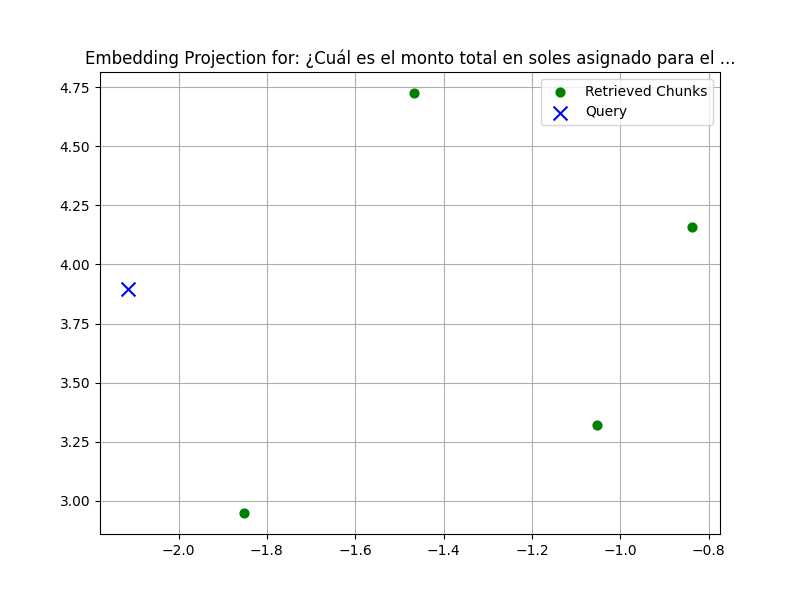 Embedding Projection for: ¿Cuál es el monto total en soles asignado para el ...
Retrieved Chunks
Query
4.75
4.50
4.25
4.00
3.75
3.50
3.25
3.00
−2.0 −1.8 −1.6 −1.4 −1.2 −1.0 −0.8